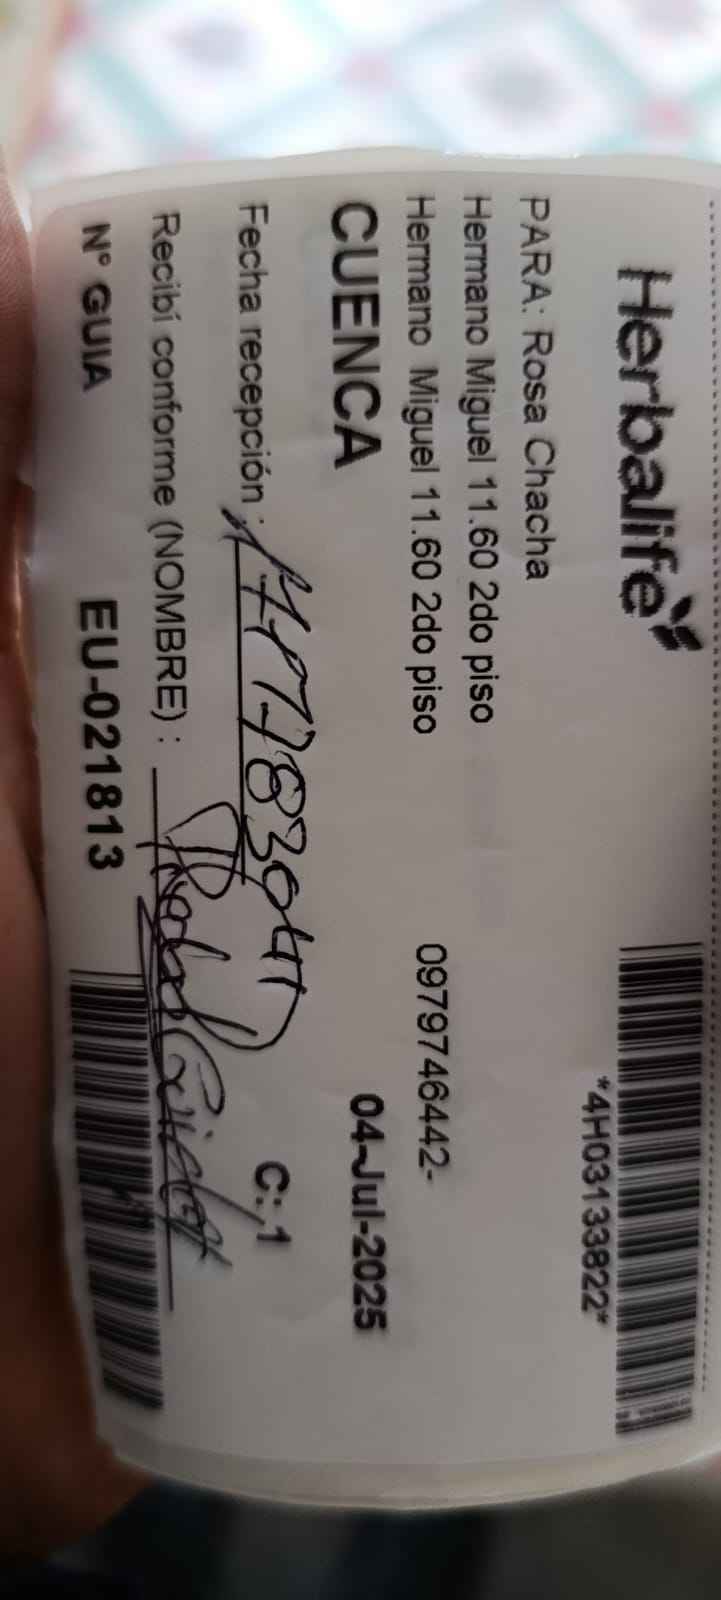 Herbalife
*4H03133822*
PARA: Rosa Chacha
Hermano Miguel 11.60 2do piso
Hermano Miguel 11.60 2do piso 0979746442-
CUENCA 04-Jul-2025
Fecha recepción : C: 1
Recibí conforme (NOMBRE) :
N° GUIA EU-021813